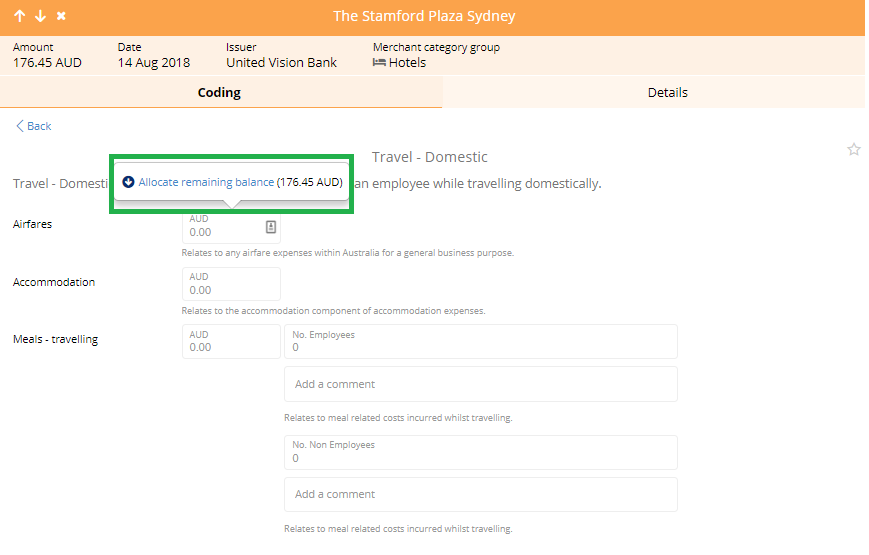 The Stamford Plaza Sydney
Amount Date Issuer Merchant category group
176.45 AUD 14 Aug 2018 United Vision Bank Hotels
Coding Details
Back
Travel - Domestic
Allocate remaining balance (176.45 AUD)
Travel - Domesti an employee while travelling domestically.
Airfares
AUD
0.00
Relates to any airfare expenses within Australia for a general business purpose.
Accommodation
AUD
0.00
Relates to the accommodation component of accommodation expenses.
Meals - travelling
AUD
0.00
No. Employees
0
Add a comment
Relates to meal related costs incurred whilst travelling.
No. Non Employees
0
Add a comment
Relates to meal related costs incurred whilst travelling.